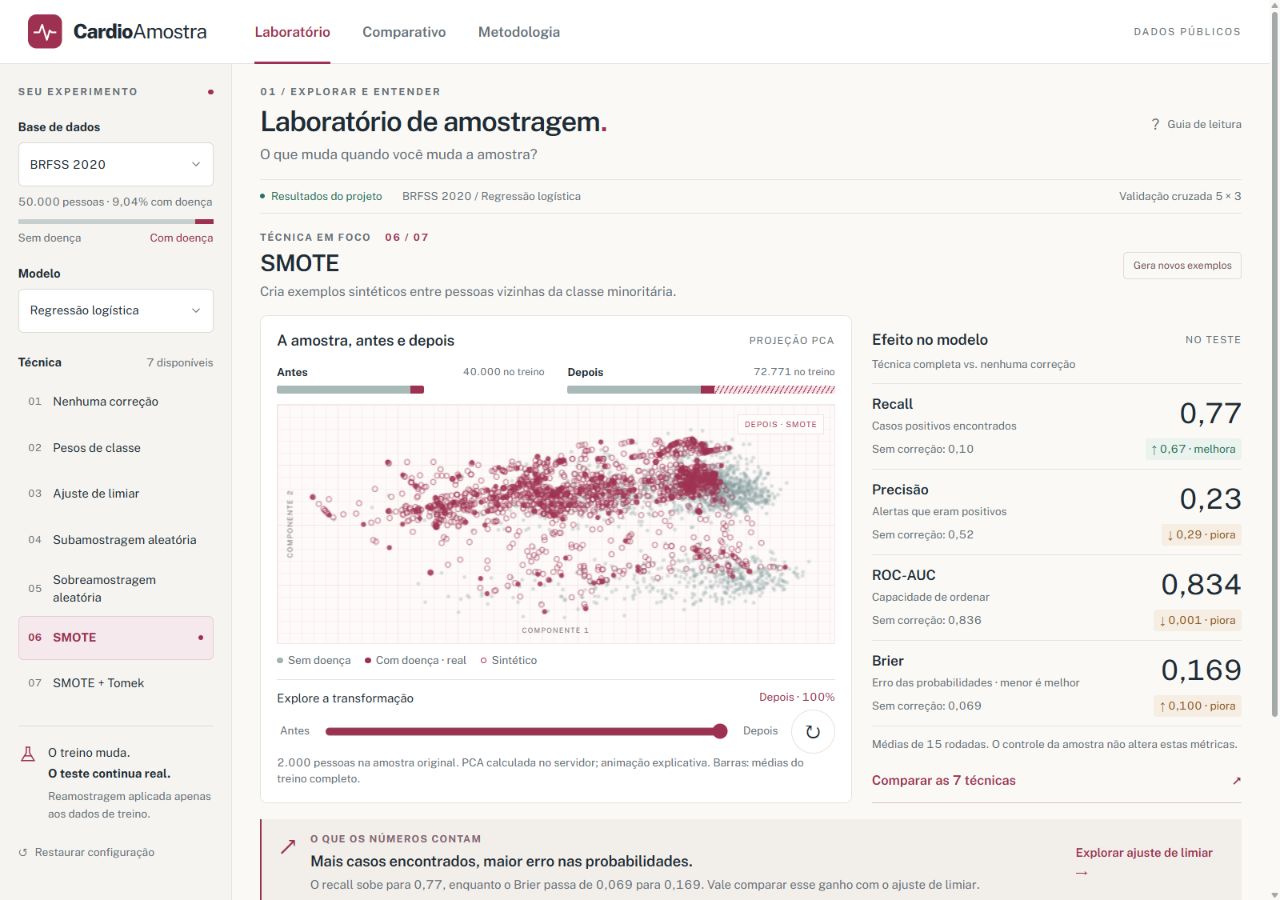 CardioAmostra
Laboratório
Comparativo
Metodologia
DADOS PÚBLICOS
SEU EXPERIMENTO
Base de dados
BRFSS 2020
50.000 pessoas · 9,04% com doença
Sem doença
Com doença
Modelo
Regressão logística
Técnica
7 disponíveis
01 Nenhuma correção
02 Pesos de classe
03 Ajuste de limiar
04 Subamostragem aleatória
05 Sobreamostragem
aleatória
06 SMOTE
07 SMOTE + Tomek
O treino muda.
O teste continua real.
Reamostragem aplicada apenas
aos dados de treino.
↺ Restaurar configuração
01 / EXPLORAR E ENTENDER
Laboratório de amostragem.
O que muda quando você muda a amostra?
? Guia de leitura
Resultados do projeto
BRFSS 2020 / Regressão logística
Validação cruzada 5 × 3
TÉCNICA EM FOCO 06 / 07
SMOTE
Cria exemplos sintéticos entre pessoas vizinhas da classe minoritária.
Gera novos exemplos
A amostra, antes e depois
PROJEÇÃO PCA
Antes
40.000 no treino
Depois
72.771 no treino
DEPOIS · SMOTE
COMPONENTE 2
COMPONENTE 1
Sem doença
Com doença · real
Sintético
Explore a transformação
Depois · 100%
Antes
Depois
↻
2.000 pessoas na amostra original. PCA calculada no servidor; animação explicativa. Barras: médias do
treino completo.
Efeito no modelo
NO TESTE
Técnica completa vs. nenhuma correção
Recall
Casos positivos encontrados
Sem correção: 0,10
0,77
↑ 0,67 · melhora
Precisão
Alertas que eram positivos
Sem correção: 0,52
0,23
↓ 0,29 · piora
ROC-AUC
Capacidade de ordenar
Sem correção: 0,836
0,834
↓ 0,001 · piora
Brier
Erro das probabilidades · menor é melhor
Sem correção: 0,069
0,169
↑ 0,100 · piora
Médias de 15 rodadas. O controle da amostra não altera estas métricas.
Comparar as 7 técnicas ↗
O QUE OS NÚMEROS CONTAM
Mais casos encontrados, maior erro nas probabilidades.
O recall sobe para 0,77, enquanto o Brier passa de 0,069 para 0,169. Vale comparar esse ganho com o ajuste de limiar.
Explorar ajuste de limiar
→